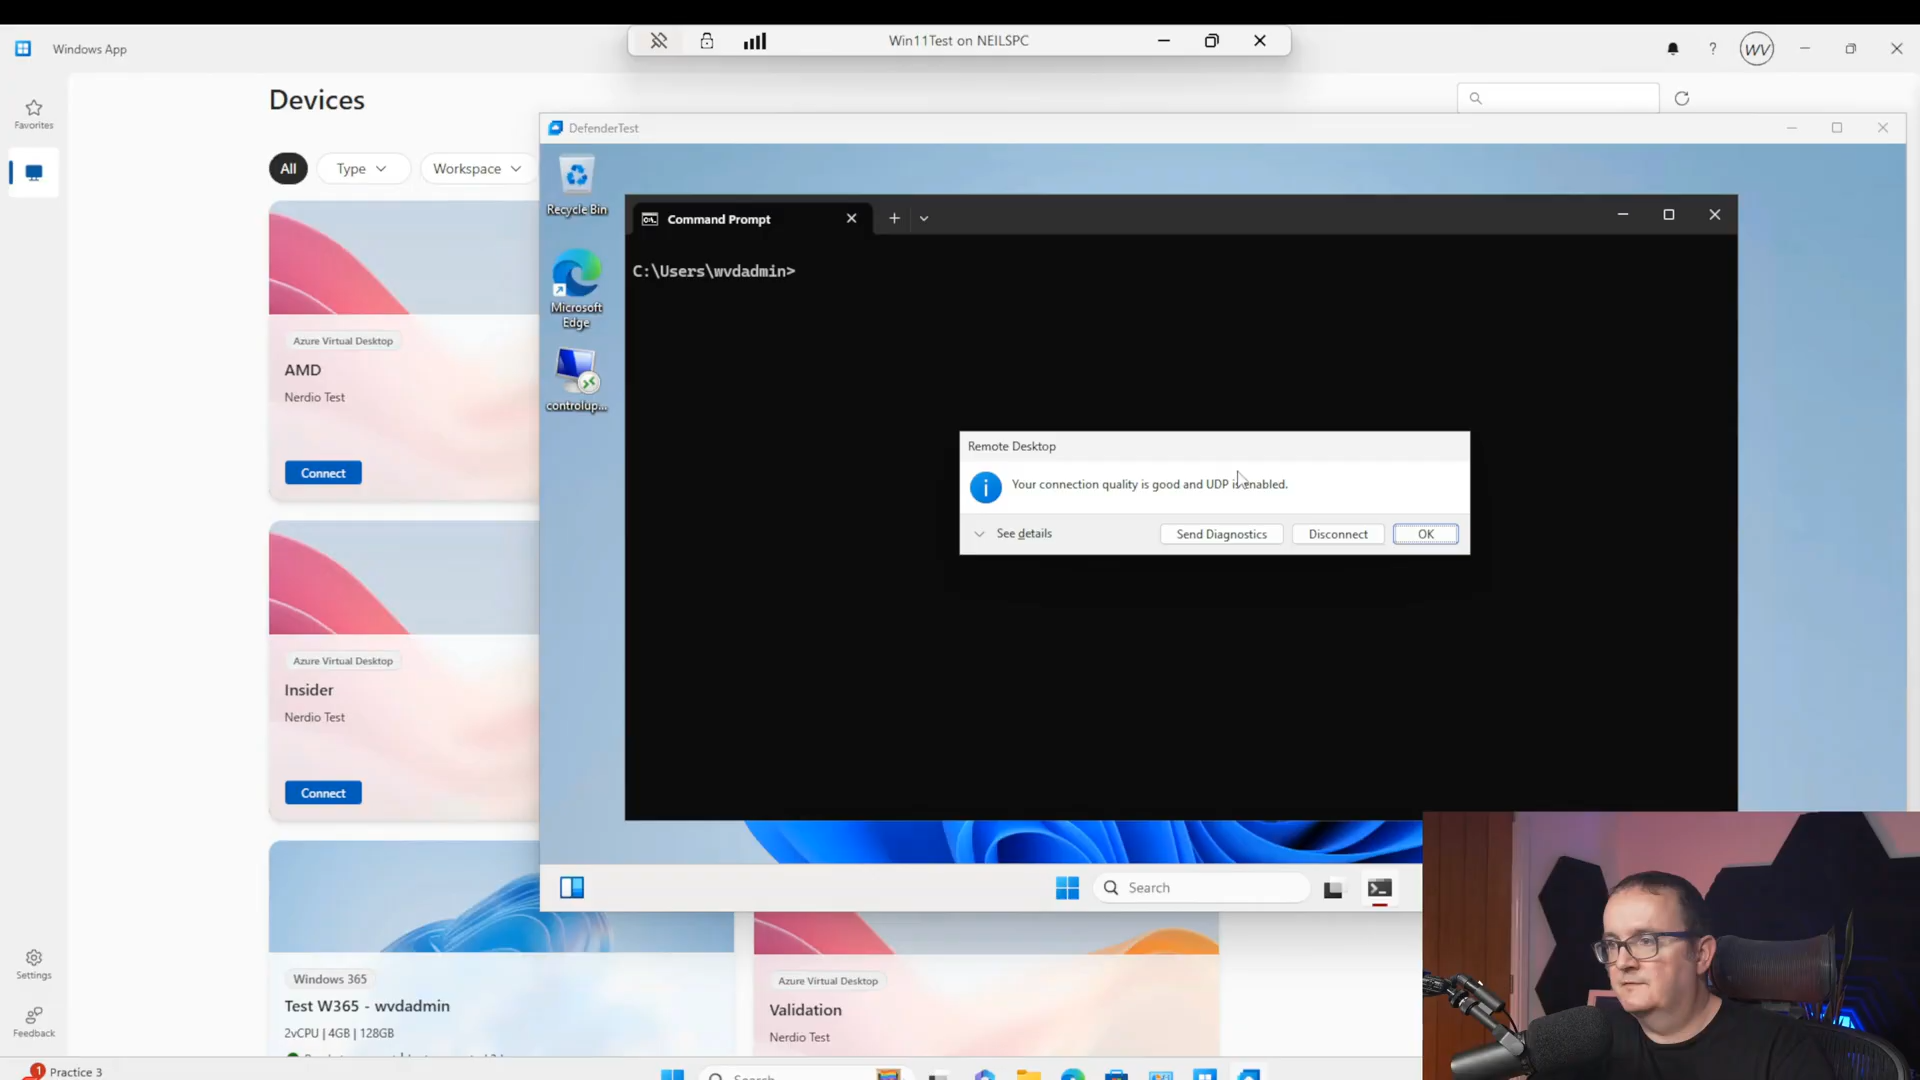 Windows App
Win11Test on NEILSPC
WV
Favorites
Devices
All
Type
Workspace
DefenderTest
Recycle Bin
Microsoft
Edge
controlup...
Command Prompt
C:\Users\wvdadmin>
Remote Desktop
Your connection quality is good and UDP is enabled.
See details
Send Diagnostics
Disconnect
OK
Azure Virtual Desktop
AMD
Nerdio Test
Connect
Azure Virtual Desktop
Insider
Nerdio Test
Connect
Search
Windows 365
Test W365 - wvdadmin
2vCPU | 4GB | 128GB
Azure Virtual Desktop
Validation
Nerdio Test
Settings
Feedback
1
Practice 3
Search